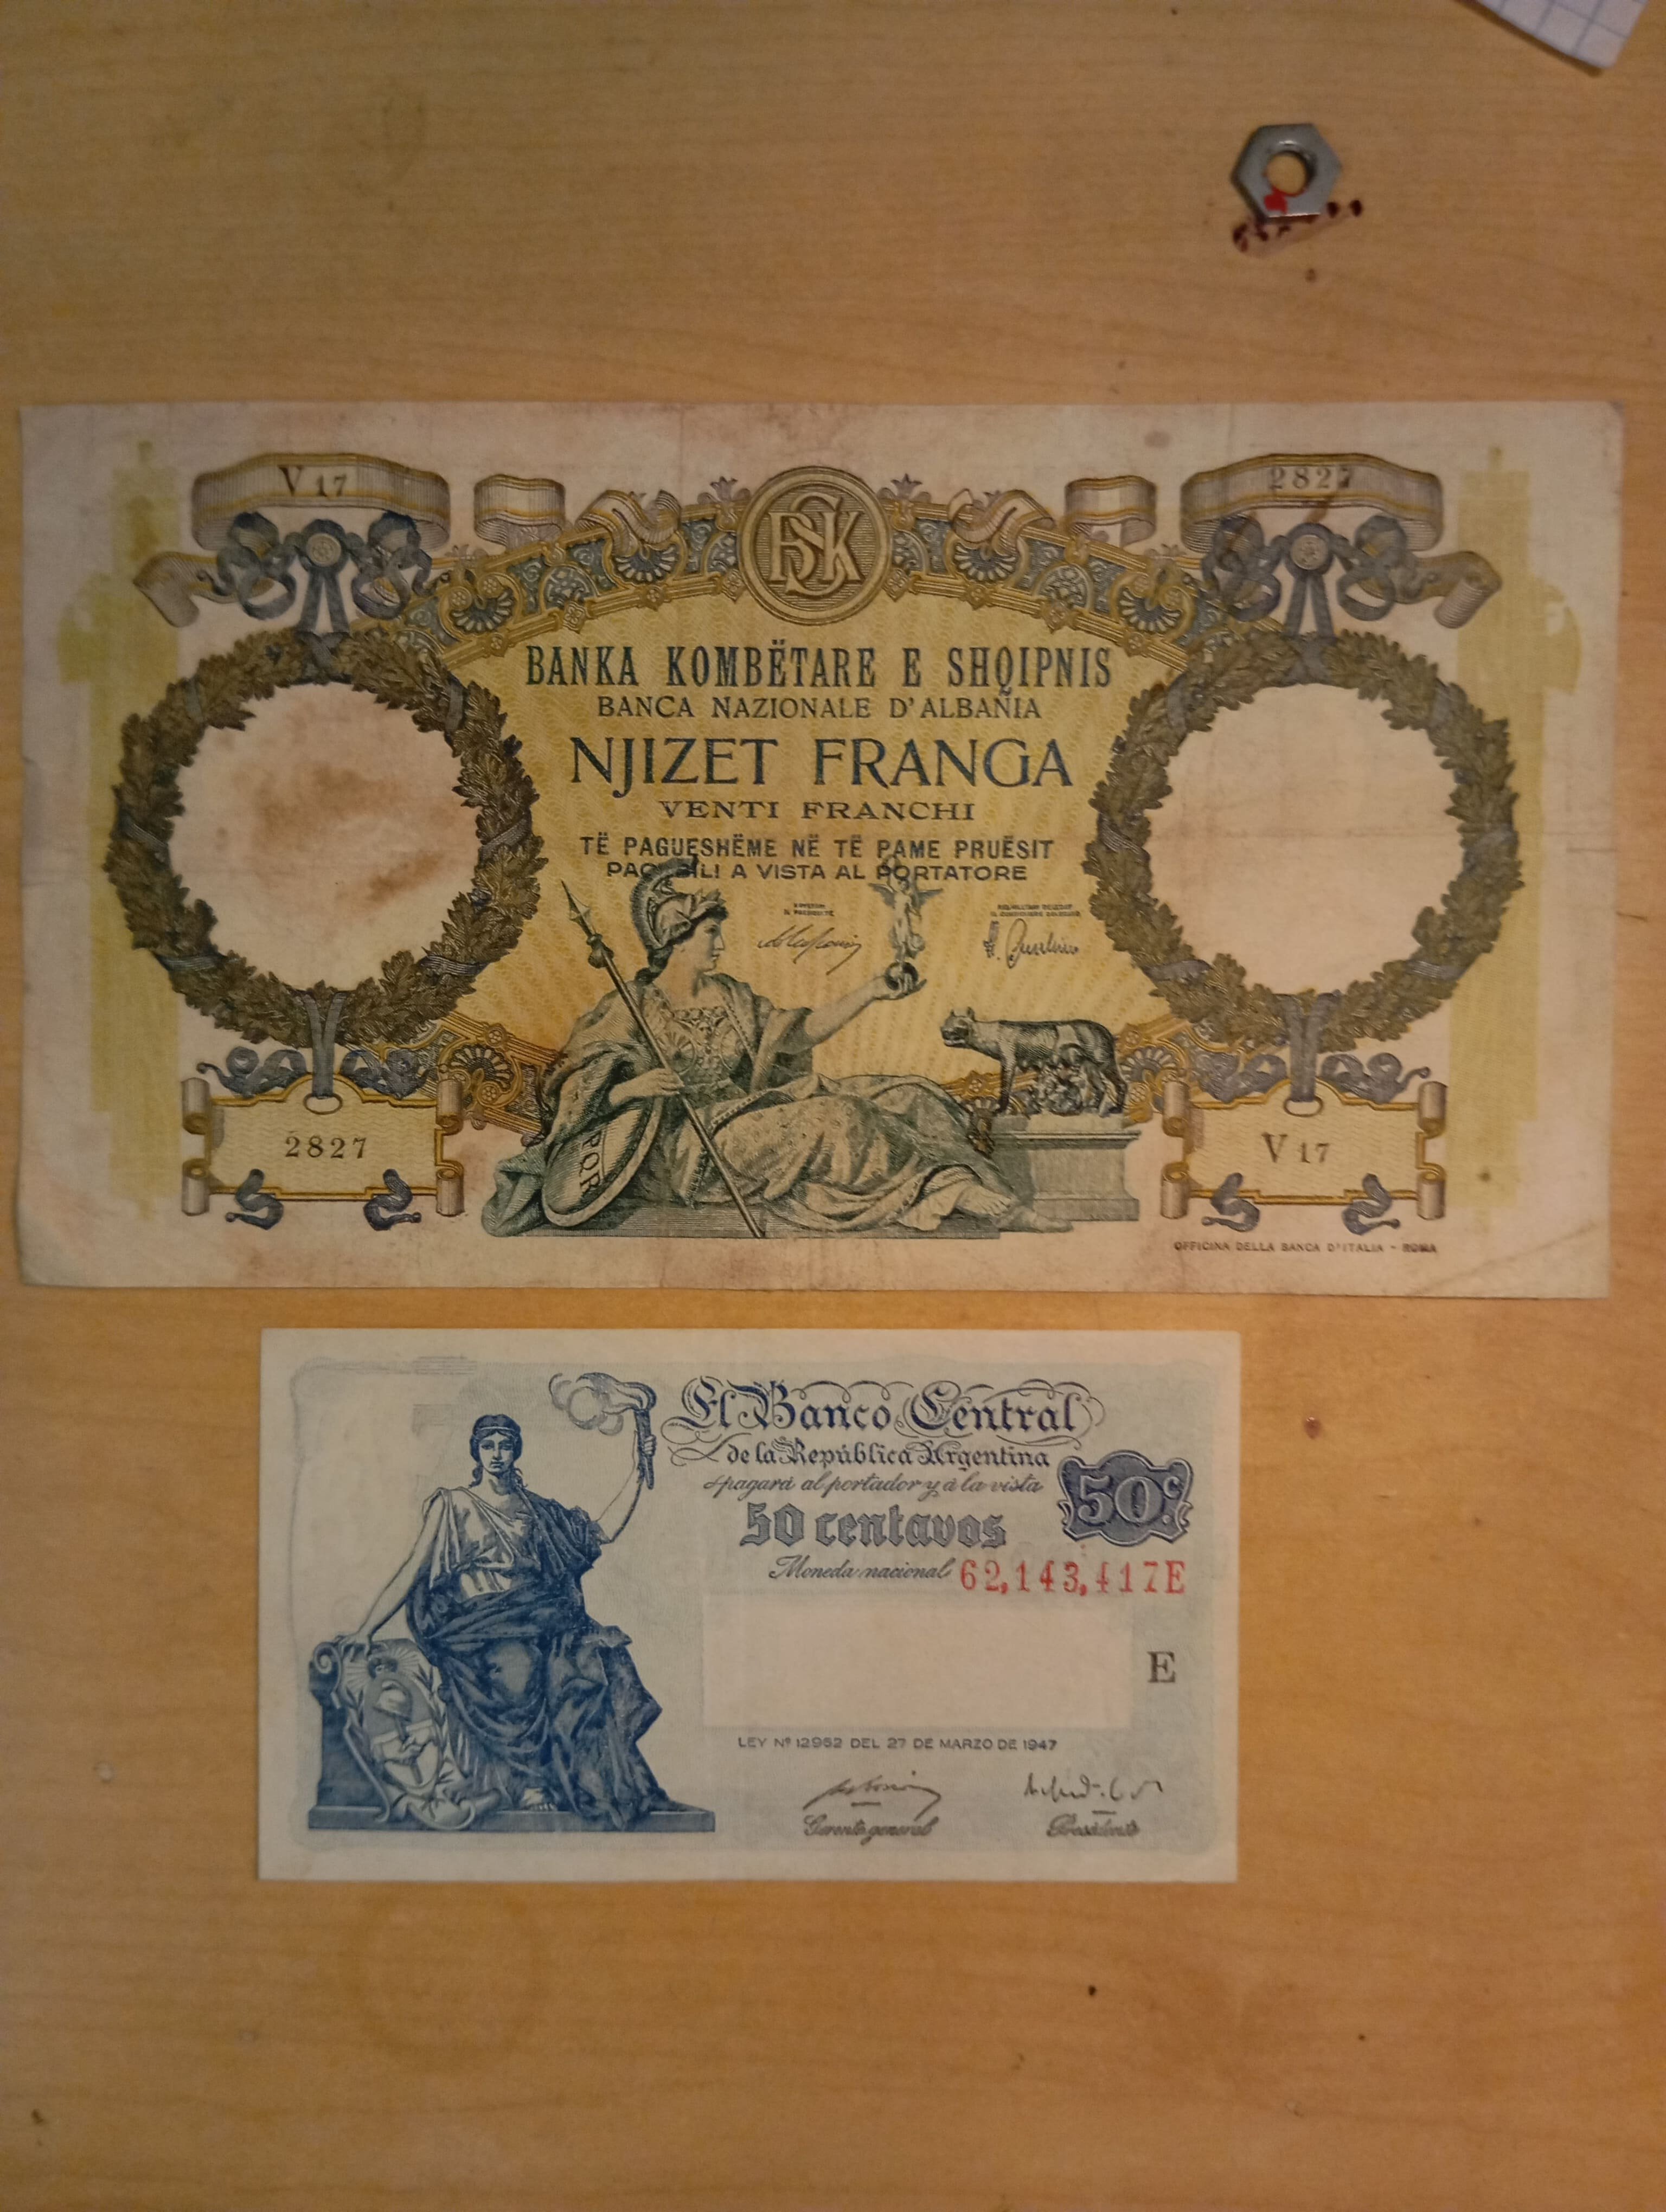 V 17
2827
BSK
BANKA KOMBËTARE E SHQIPNIS
BANCA NAZIONALE D'ALBANIA
NJIZET FRANGA
VENTI FRANCHI
TË PAGUESHËME NË TË PAME PRUËSIT
PAGABILI A VISTA AL PORTATORE
PQR
2827
V 17
OFFICINA DELLA BANCA D'ITALIA - ROMA
El Banco Central
de la República Argentina
pagará al portador y á la vista
50 centavos
50c.
Moneda nacional
62,143,417E
E
LEY Nº 12962 DEL 27 DE MARZO DE 1947
Gerente general
Presidente